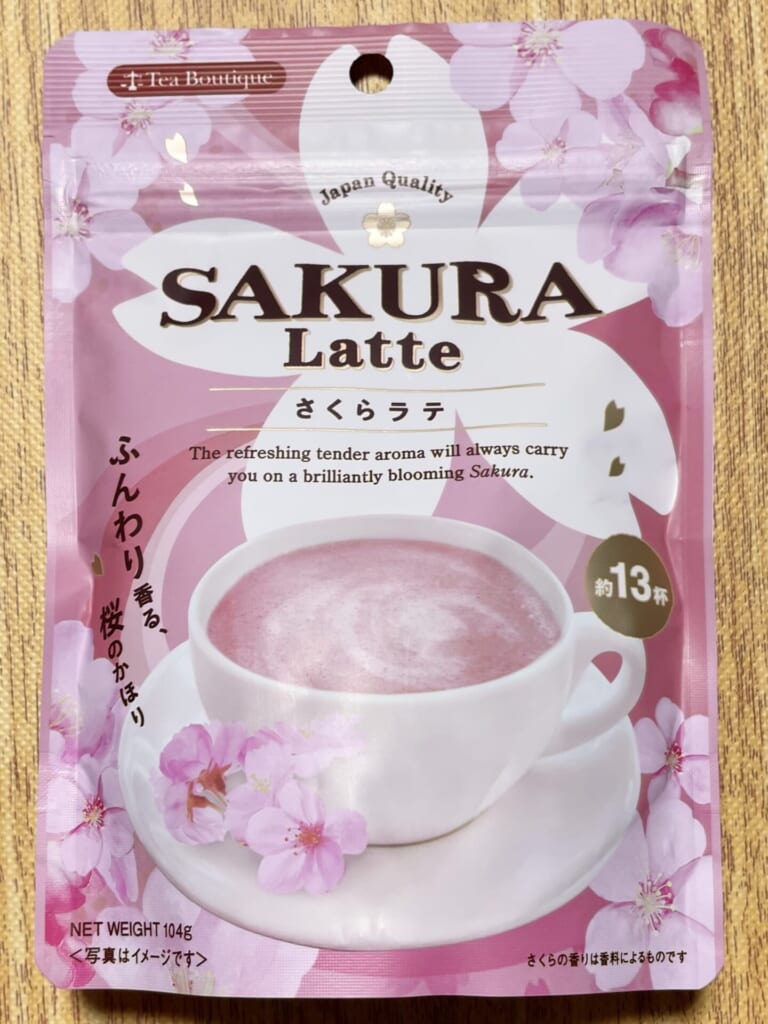 Tea Boutique
Japan Quality
SAKURA
Latte
さくらラテ
The refreshing tender aroma will always carry
you on a brilliantly blooming Sakura.
ふんわり香る、
桜のかほり
約13杯
NET WEIGHT 104g
<写真はイメージです>
さくらの香りは香料によるものです